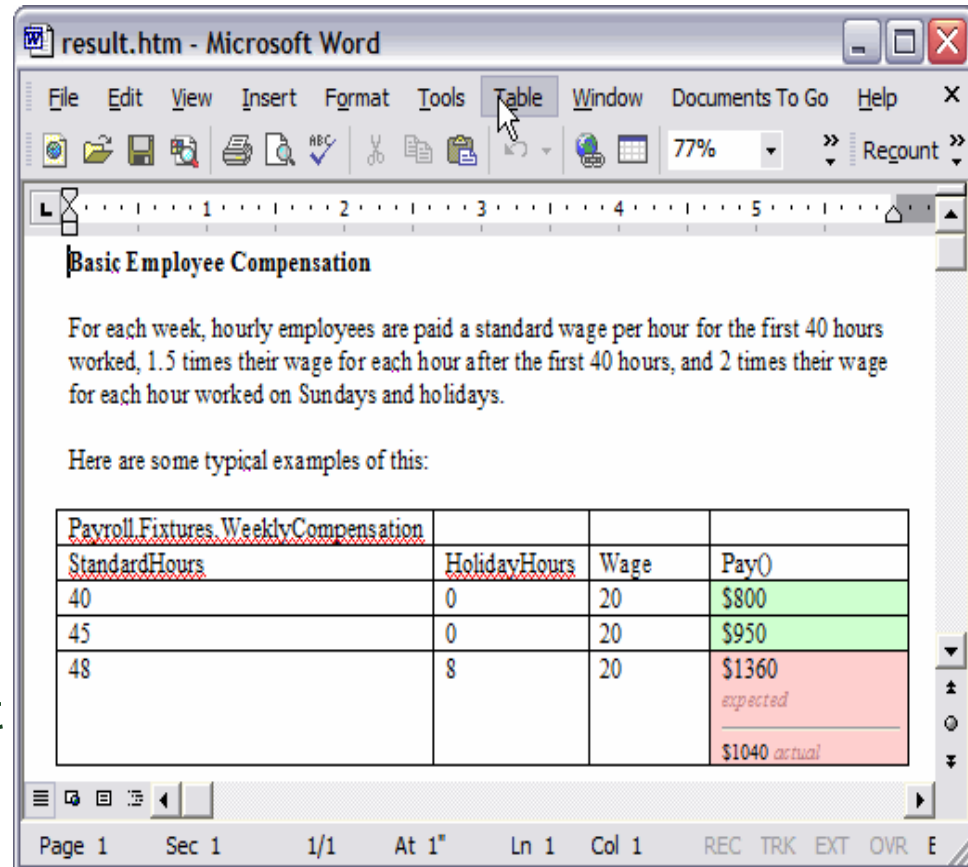 result.htm - Microsoft Word
File Edit View Insert Format Tools Table Window Documents To Go Help X
ABC 77% » Recount »
L 1 2 3 4 5
Basic Employee Compensation
For each week, hourly employees are paid a standard wage per hour for the first 40 hours
worked, 1.5 times their wage for each hour after the first 40 hours, and 2 times their wage
for each hour worked on Sundays and holidays.
Here are some typical examples of this:
Payroll.Fixtures.WeeklyCompensation
StandardHours HolidayHours Wage Pay()
40 0 20 $800
45 0 20 $950
48 8 20 $1360
expected
$1040 actual
Page 1 Sec 1 1/1 At 1" Ln 1 Col 1 REC TRK EXT OVR E